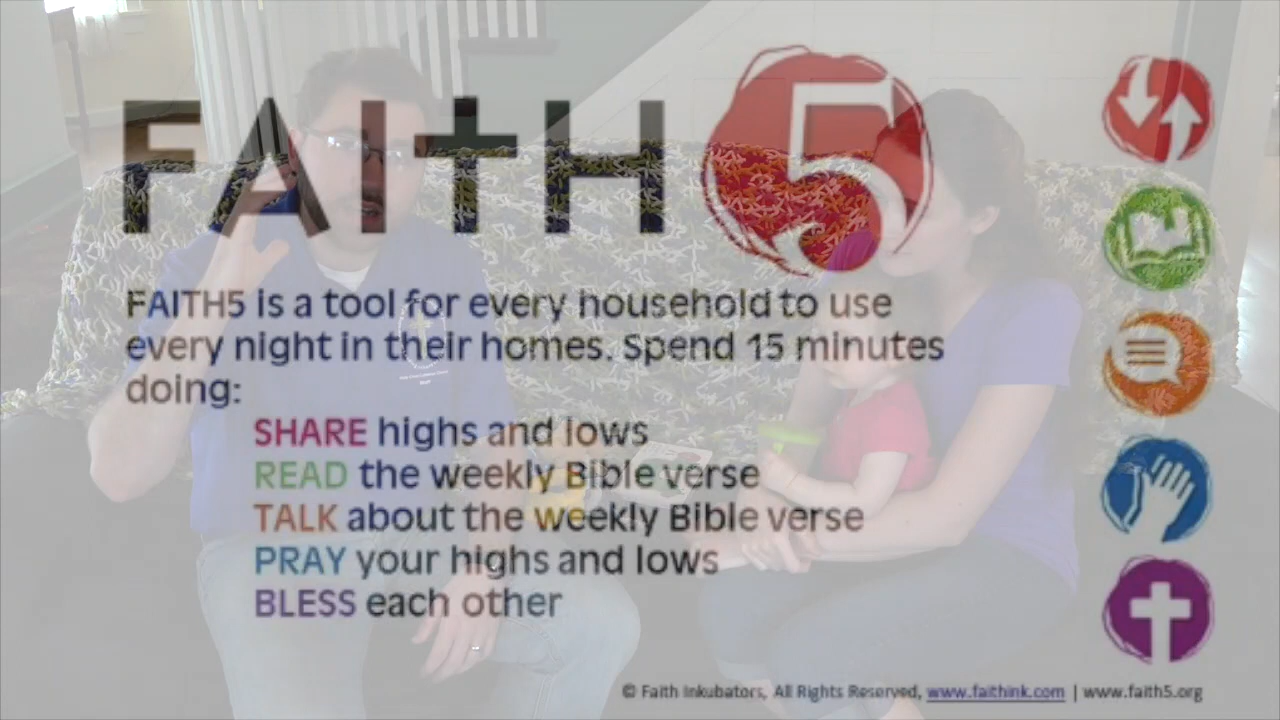 FAITH 5
FAITH5 is a tool for every household to use
every night in their homes. Spend 15 minutes
doing:
SHARE highs and lows
READ the weekly Bible verse
TALK about the weekly Bible verse
PRAY your highs and lows
BLESS each other
© Faith Inkubators, All Rights Reserved, www.faithink.com | www.faith5.org